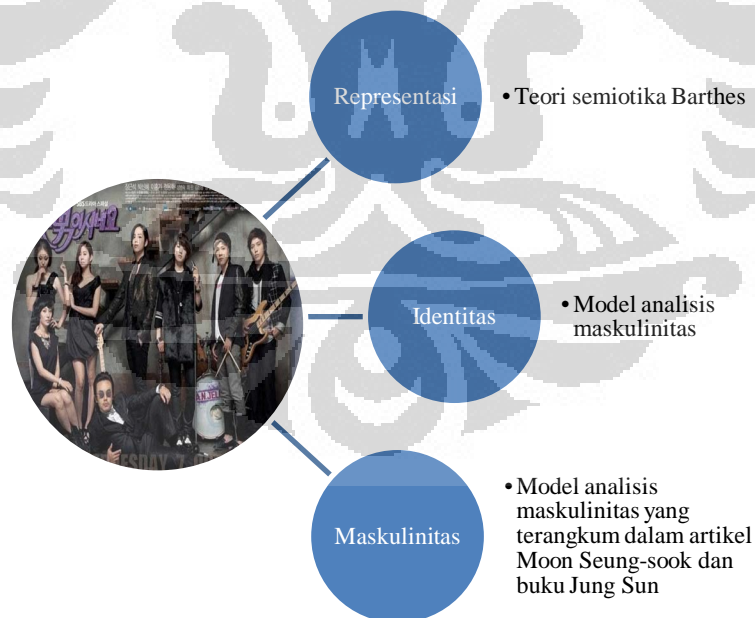 Representasi
• Teori semiotika Barthes
Identitas
• Model analisis
maskulinitas
Maskulinitas
• Model analisis
maskulinitas yang
terangkum dalam artikel
Moon Seung-sook dan
buku Jung Sun